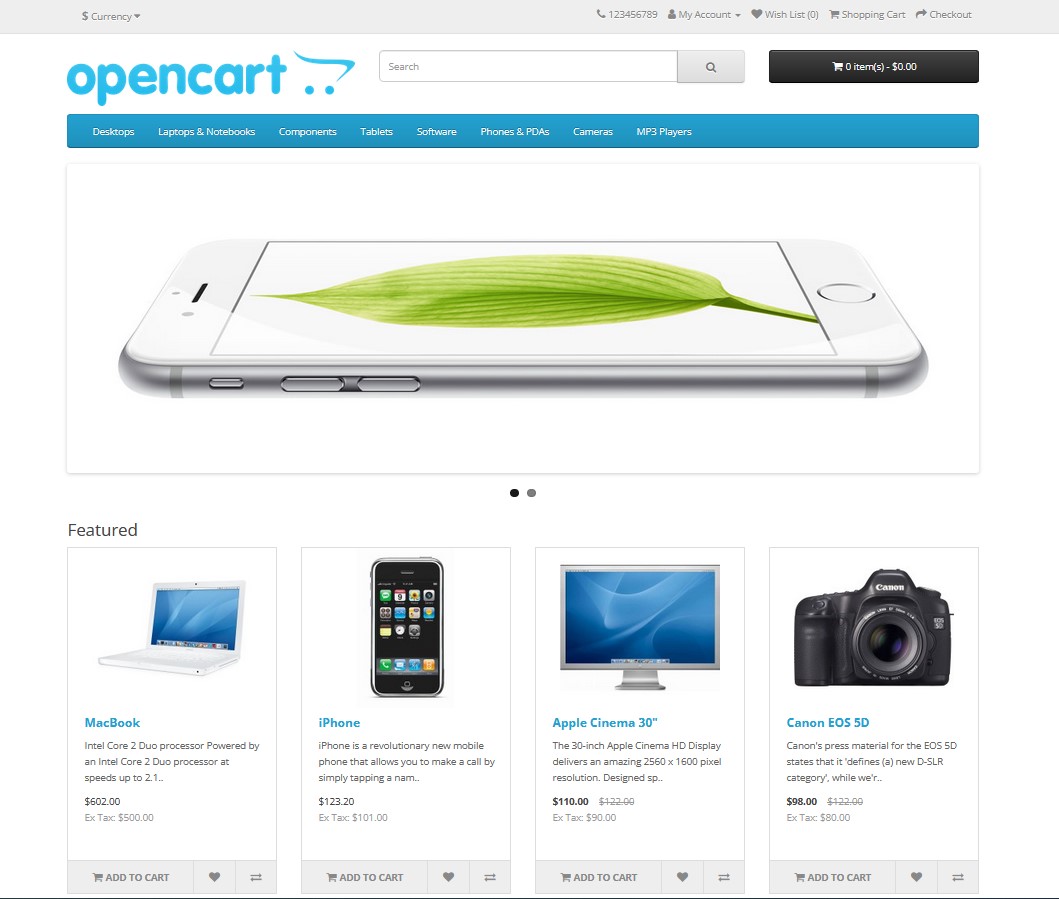 $ Currency
123456789 My Account Wish List (0) Shopping Cart Checkout
opencart
Search
0 item(s) - $0.00
Desktops Laptops & Notebooks Components Tablets Software Phones & PDAs Cameras MP3 Players
Featured
MacBook
Intel Core 2 Duo processor Powered by
an Intel Core 2 Duo processor at
speeds up to 2.1..
$602.00
Ex Tax: $500.00
ADD TO CART
iPhone
iPhone is a revolutionary new mobile
phone that allows you to make a call by
simply tapping a nam..
$123.20
Ex Tax: $101.00
ADD TO CART
Apple Cinema 30"
The 30-inch Apple Cinema HD Display
delivers an amazing 2560 x 1600 pixel
resolution. Designed sp..
$110.00 $122.00
Ex Tax: $90.00
ADD TO CART
Canon
EOS
5D
Canon EOS 5D
Canon's press material for the EOS 5D
states that it 'defines (a) new D-SLR
category', while we'r..
$98.00 $122.00
Ex Tax: $80.00
ADD TO CART